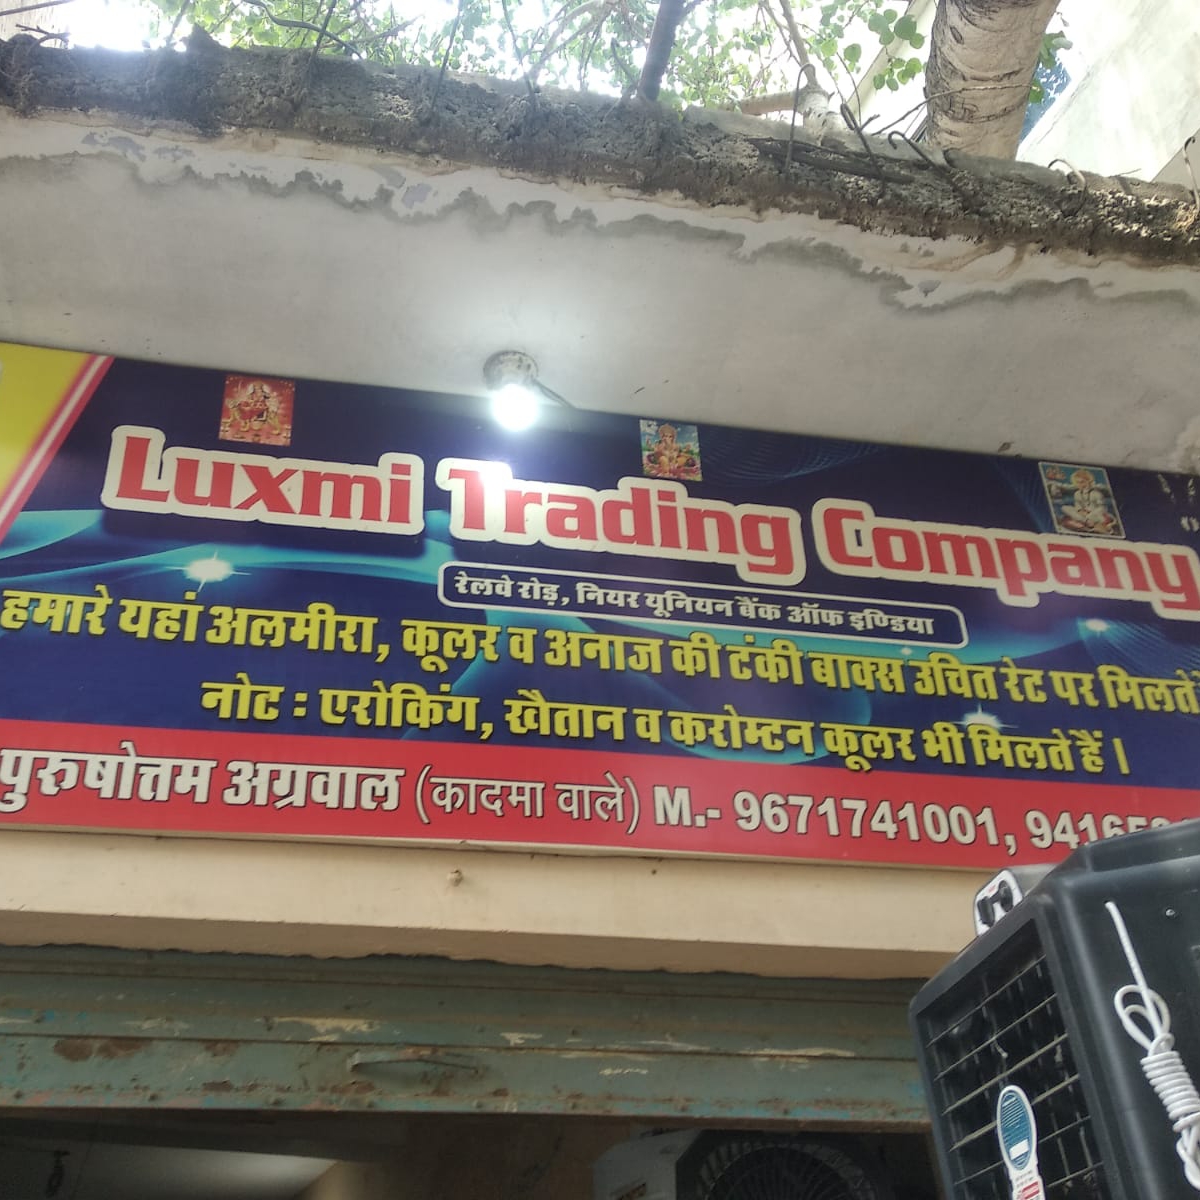 Luxmi Trading Company
रेलवे रोड़, नियर यूनियन बैंक ऑफ इण्डिया
हमारे यहां अलमीरा, कूलर व अनाज की टंकी बाक्स उचित रेट पर मिलते
नोट : एरोकिंग, खैतान व करोम्टन कूलर भी मिलते हैं।
पुरुषोत्तम अग्रवाल (कादमा वाले) M.- 9671741001,